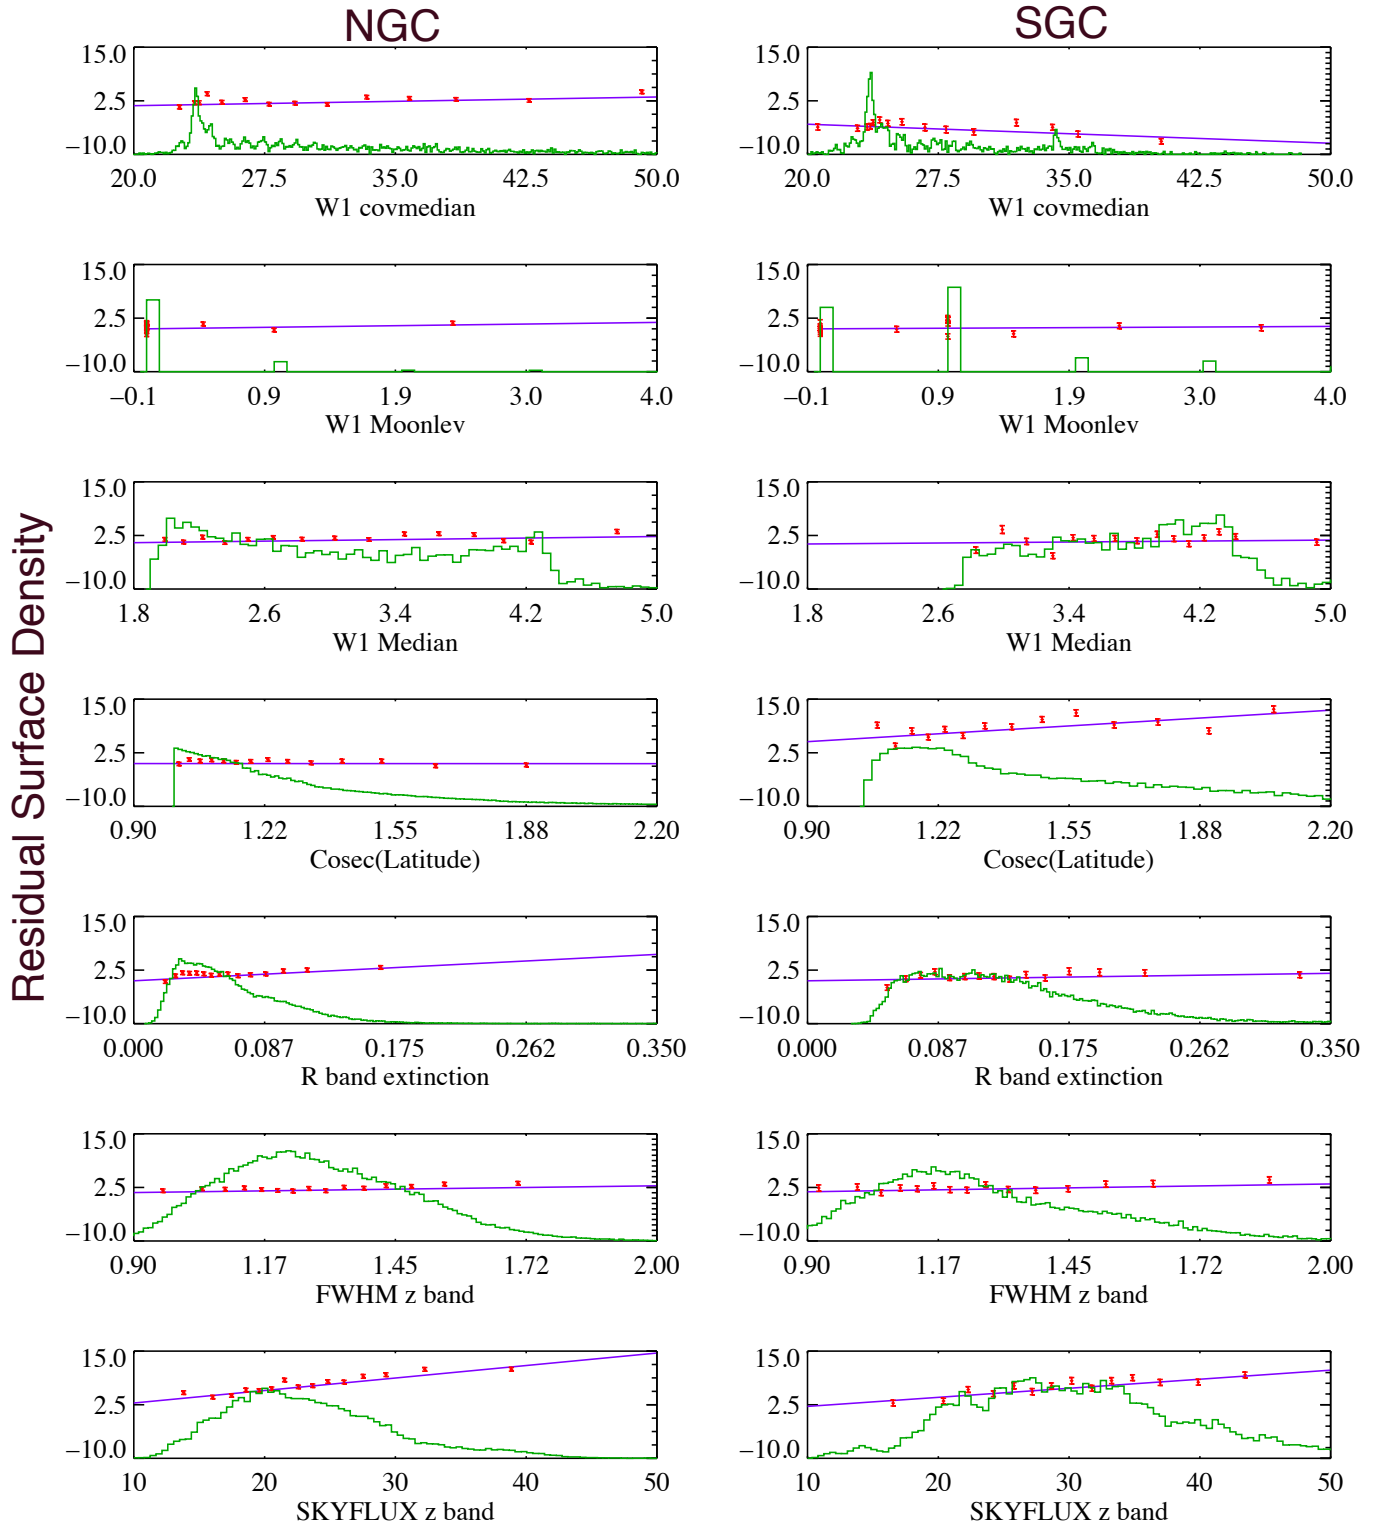 NGC
SGC
Residual Surface Density
15.0
2.5
−10.0
20.0 27.5 35.0 42.5 50.0
W1 covmedian
15.0
2.5
−10.0
20.0 27.5 35.0 42.5 50.0
W1 covmedian
15.0
2.5
−10.0
−0.1 0.9 1.9 3.0 4.0
W1 Moonlev
15.0
2.5
−10.0
−0.1 0.9 1.9 3.0 4.0
W1 Moonlev
15.0
2.5
−10.0
1.8 2.6 3.4 4.2 5.0
W1 Median
15.0
2.5
−10.0
1.8 2.6 3.4 4.2 5.0
W1 Median
15.0
2.5
−10.0
0.90 1.22 1.55 1.88 2.20
Cosec(Latitude)
15.0
2.5
−10.0
0.90 1.22 1.55 1.88 2.20
Cosec(Latitude)
15.0
2.5
−10.0
0.000 0.087 0.175 0.262 0.350
R band extinction
15.0
2.5
−10.0
0.000 0.087 0.175 0.262 0.350
R band extinction
15.0
2.5
−10.0
0.90 1.17 1.45 1.72 2.00
FWHM z band
15.0
2.5
−10.0
0.90 1.17 1.45 1.72 2.00
FWHM z band
15.0
2.5
−10.0
10 20 30 40 50
SKYFLUX z band
15.0
2.5
−10.0
10 20 30 40 50
SKYFLUX z band